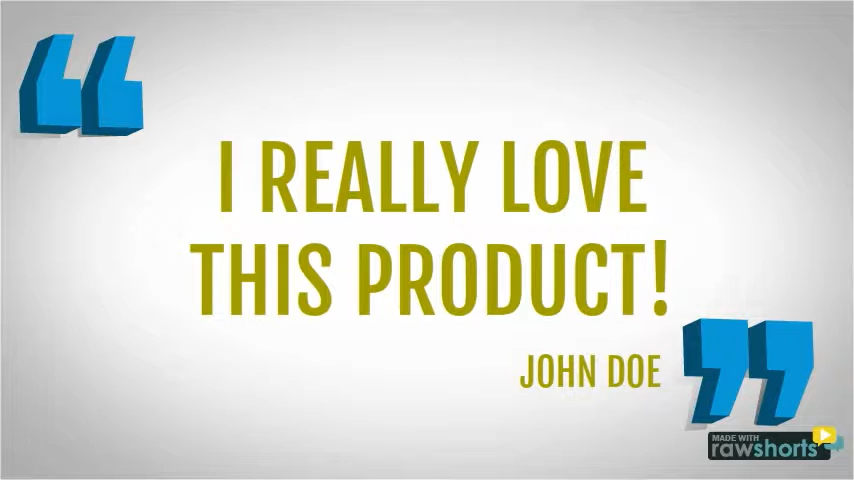 “
I REALLY LOVE
THIS PRODUCT!
JOHN DOE
”
MADE WITH
rawshorts